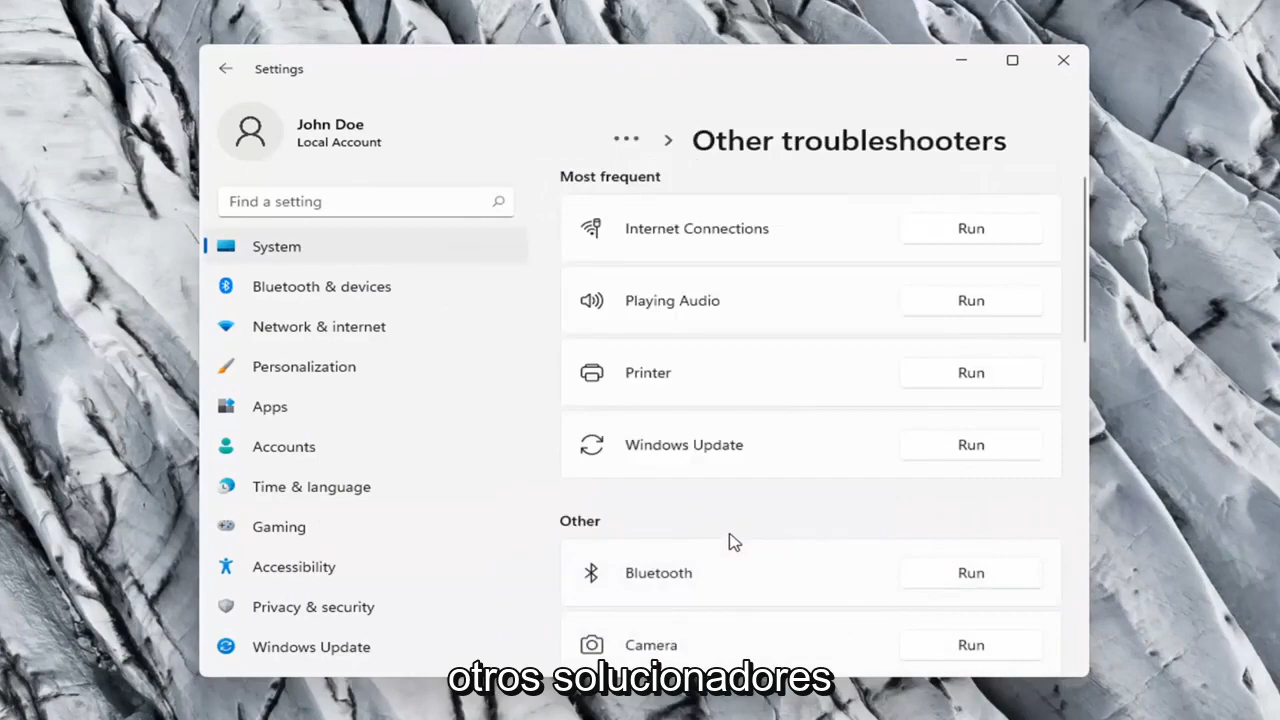 Settings
John Doe
Local Account
Find a setting
System
Bluetooth & devices
Network & internet
Personalization
Apps
Accounts
Time & language
Gaming
Accessibility
Privacy & security
Windows Update
••• > Other troubleshooters
Most frequent
Internet Connections Run
Playing Audio Run
Printer Run
Windows Update Run
Other
Bluetooth Run
Camera Run
otros solucionadores